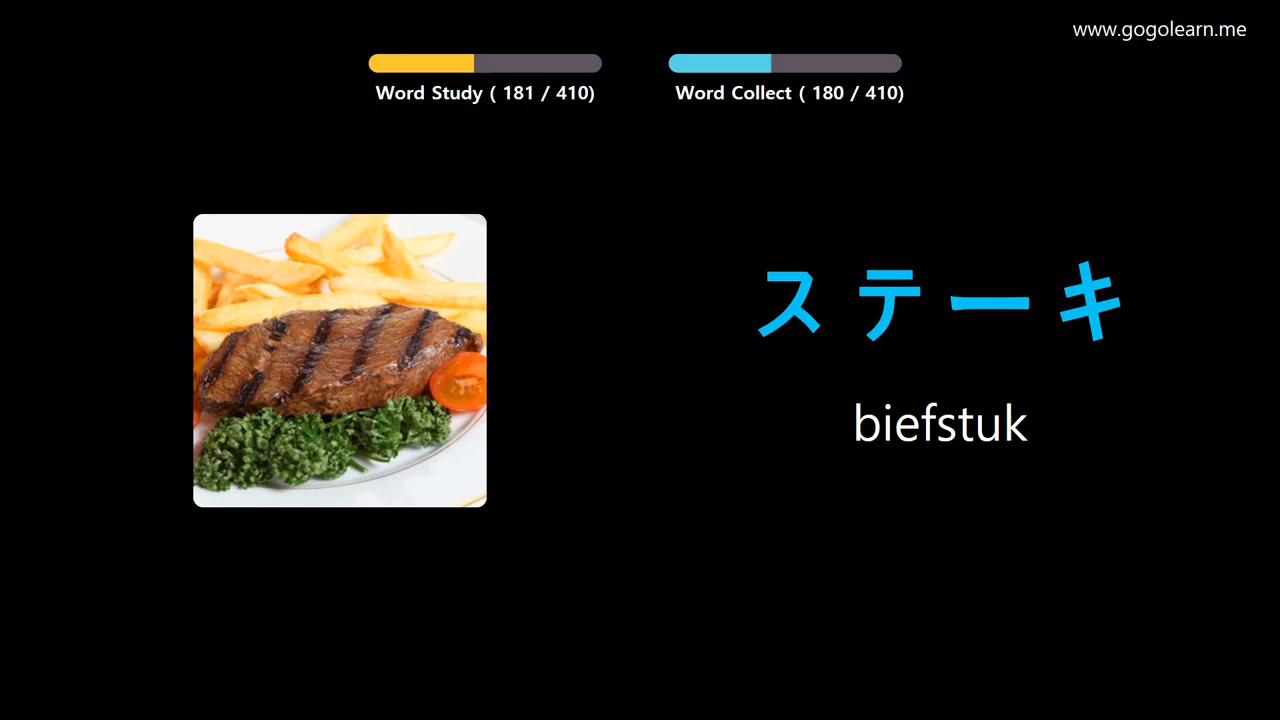 www.gogolearn.me
Word Study ( 181 / 410)
Word Collect ( 180 / 410)
ステーキ
biefstuk